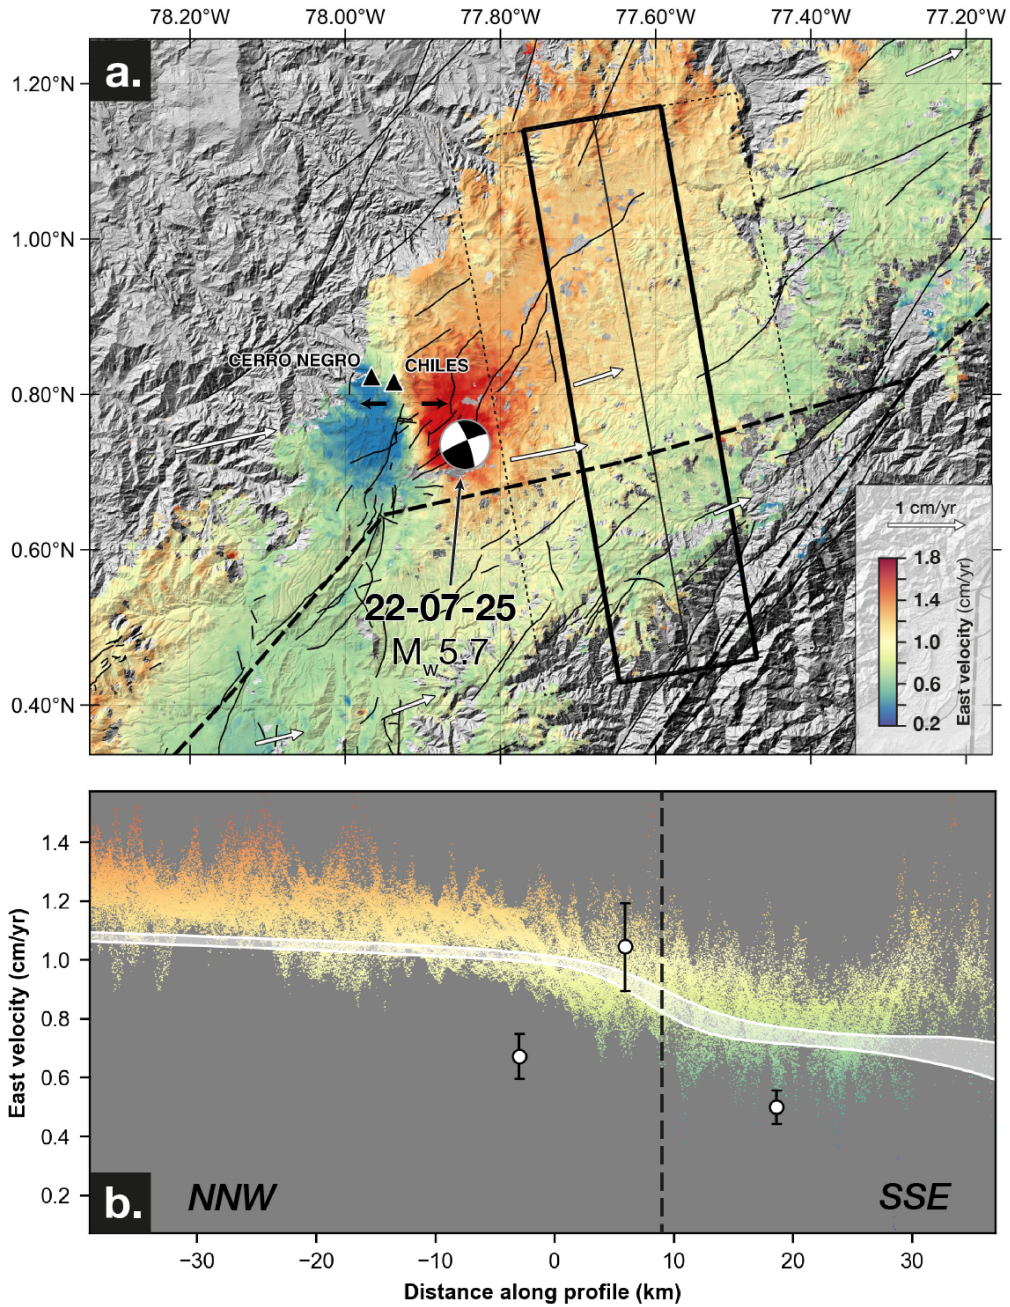 78.20°W 78.00°W 77.80°W 77.60°W 77.40°W 77.20°W
a.
1.20°N
1.00°N
0.80°N
0.60°N
0.40°N
CERRO NEGRO
CHILES
22-07-25
Mw5.7
1 cm/yr
1.8
1.4
1.0
0.6
0.2
East velocity (cm/yr)
1.4
1.2
1.0
0.8
0.6
0.4
0.2
East velocity (cm/yr)
b.
NNW
SSE
−30 −20 −10 0 10 20 30
Distance along profile (km)